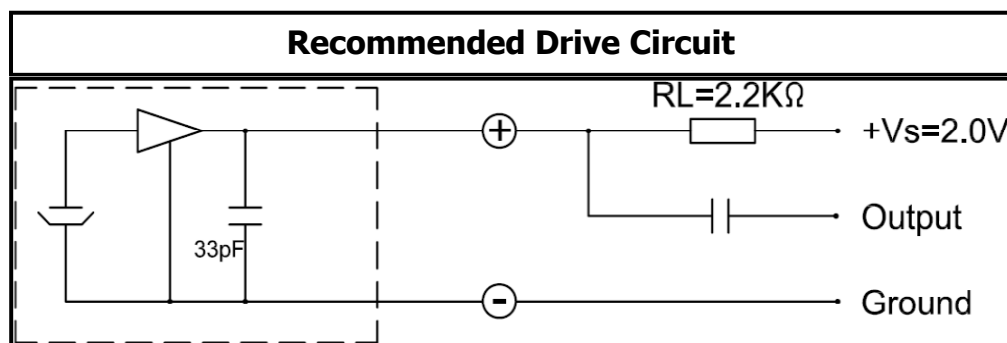 Recommended Drive Circuit
RL=2.2KΩ
+
+Vs=2.0V
33pF
Output
-
Ground